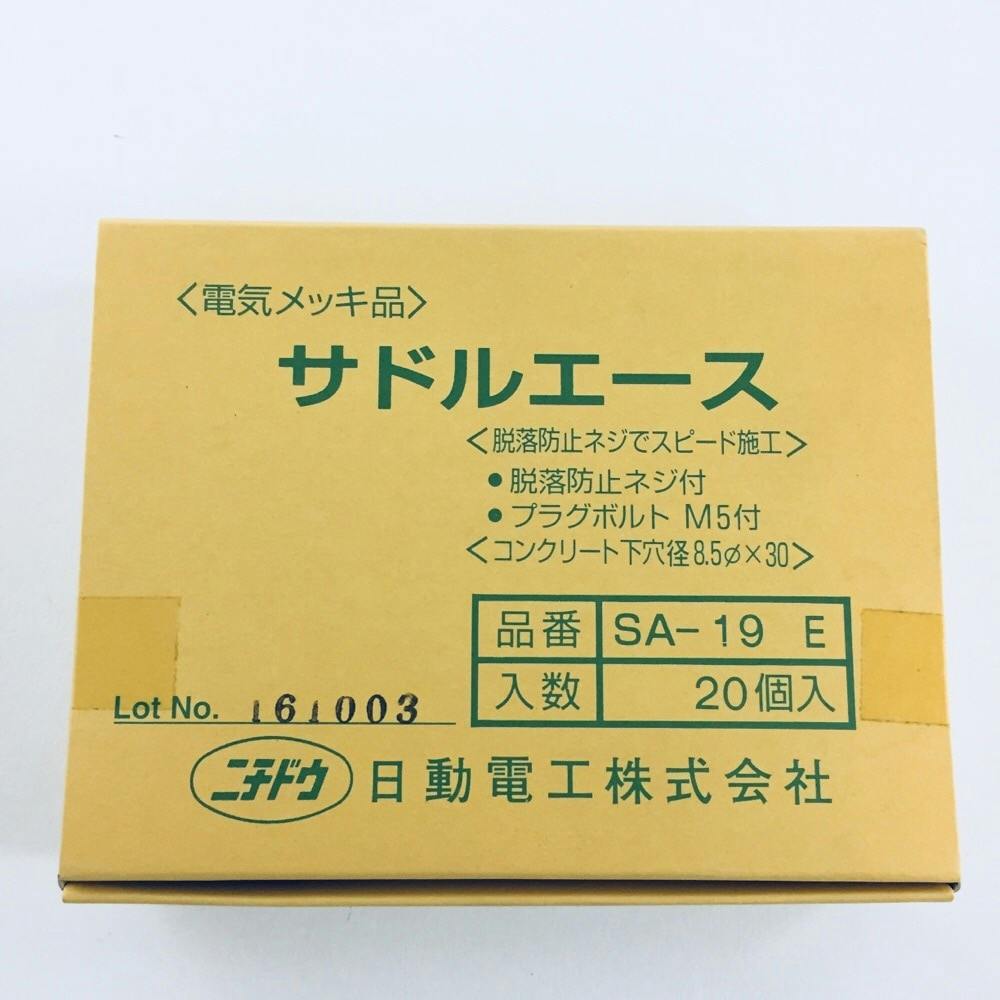 〈電気メッキ品〉
サドルエース
〈脱落防止ネジでスピード施工〉
●脱落防止ネジ付
●プラグボルト M5付
〈コンクリート下穴径8.5φ×30〉
品番 SA-19 E
入数 20個入
Lot No. 161003
ニチドウ 日動電工株式会社